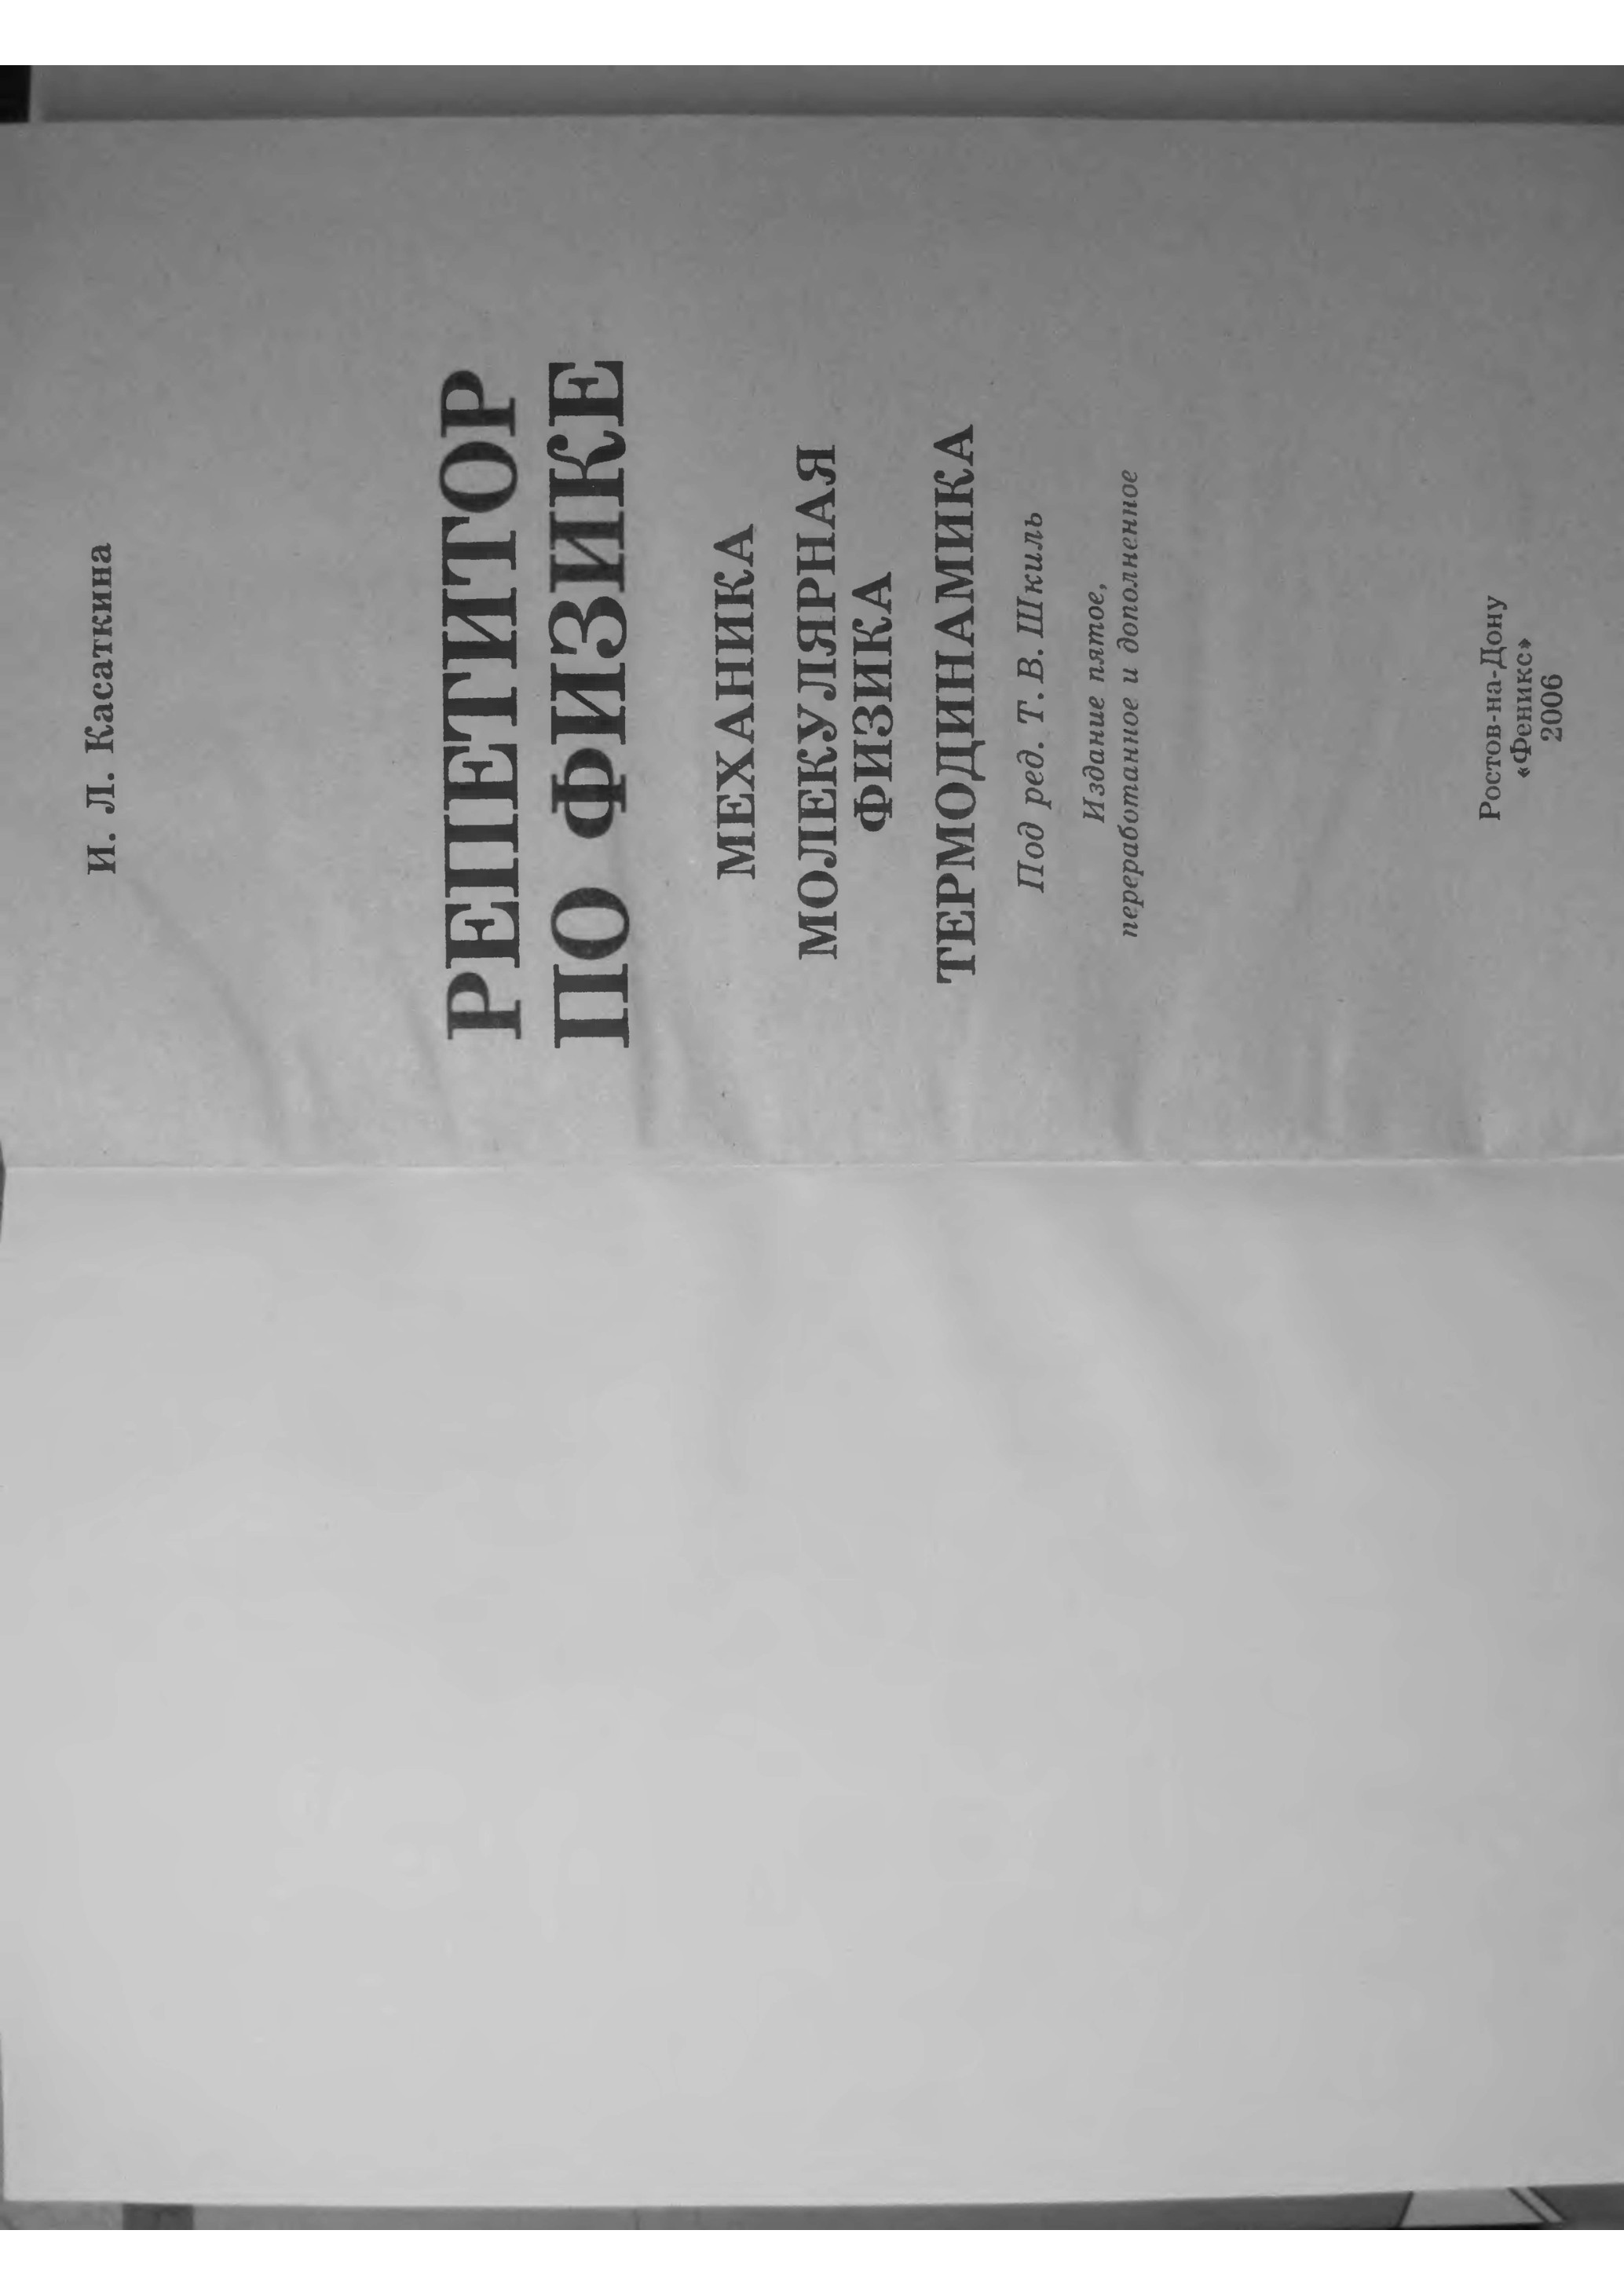 И. Л. Касаткина
РЕПЕТИТОР
ПО ФИЗИКЕ
МЕХАНИКА
МОЛЕКУЛЯРНАЯ
ФИЗИКА
ТЕРМОДИНАМИКА
Под ред. Т. В. Шкиль
Издание пятое,
переработанное и дополненное
Ростов-на-Дону
«Феникс»
2006